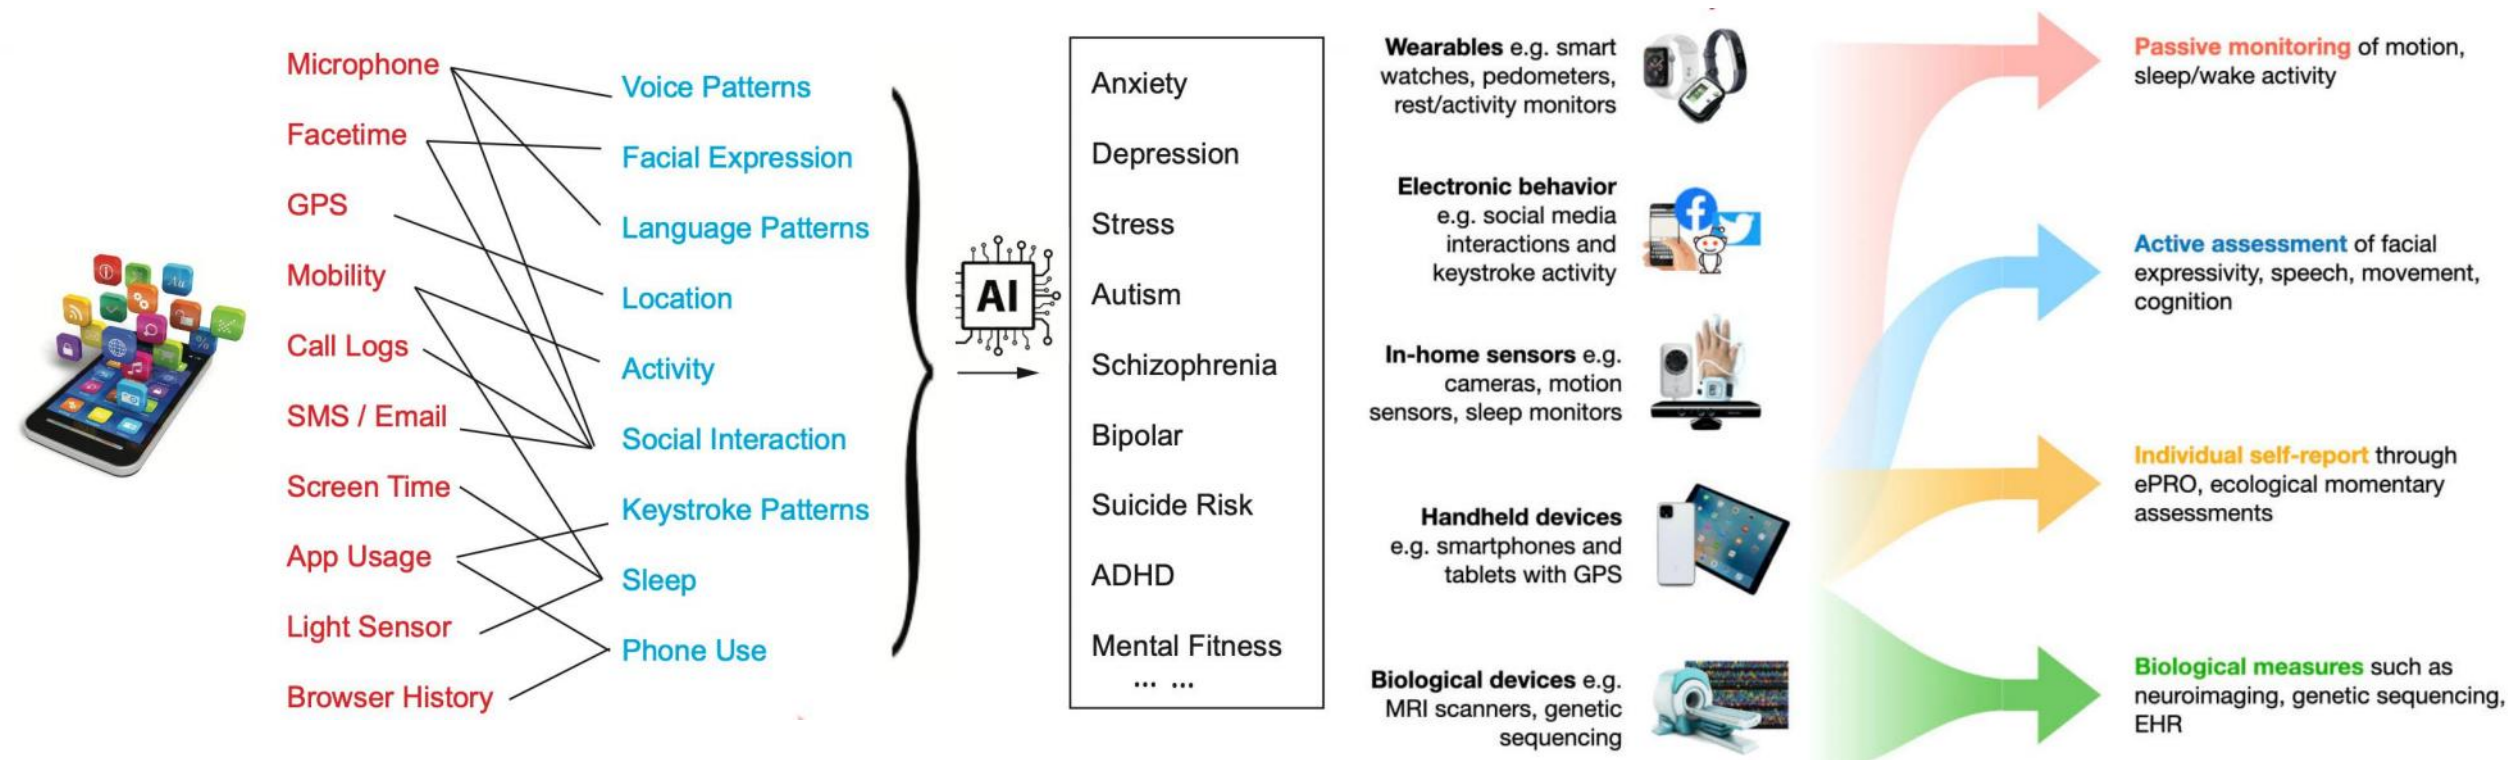 Microphone
Facetime
GPS
Mobility
Call Logs
SMS / Email
Screen Time
App Usage
Light Sensor
Browser History
Voice Patterns
Facial Expression
Language Patterns
Location
Activity
Social Interaction
Keystroke Patterns
Sleep
Phone Use
AI
Anxiety
Depression
Stress
Autism
Schizophrenia
Bipolar
Suicide Risk
ADHD
Mental Fitness
... ...
Wearables e.g. smart
watches, pedometers,
rest/activity monitors
Electronic behavior
e.g. social media
interactions and
keystroke activity
In-home sensors e.g.
cameras, motion
sensors, sleep monitors
Handheld devices
e.g. smartphones and
tablets with GPS
Biological devices e.g.
MRI scanners, genetic
sequencing
Passive monitoring of motion,
sleep/wake activity
Active assessment of facial
expressivity, speech, movement,
cognition
Individual self-report through
ePRO, ecological momentary
assessments
Biological measures such as
neuroimaging, genetic sequencing,
EHR